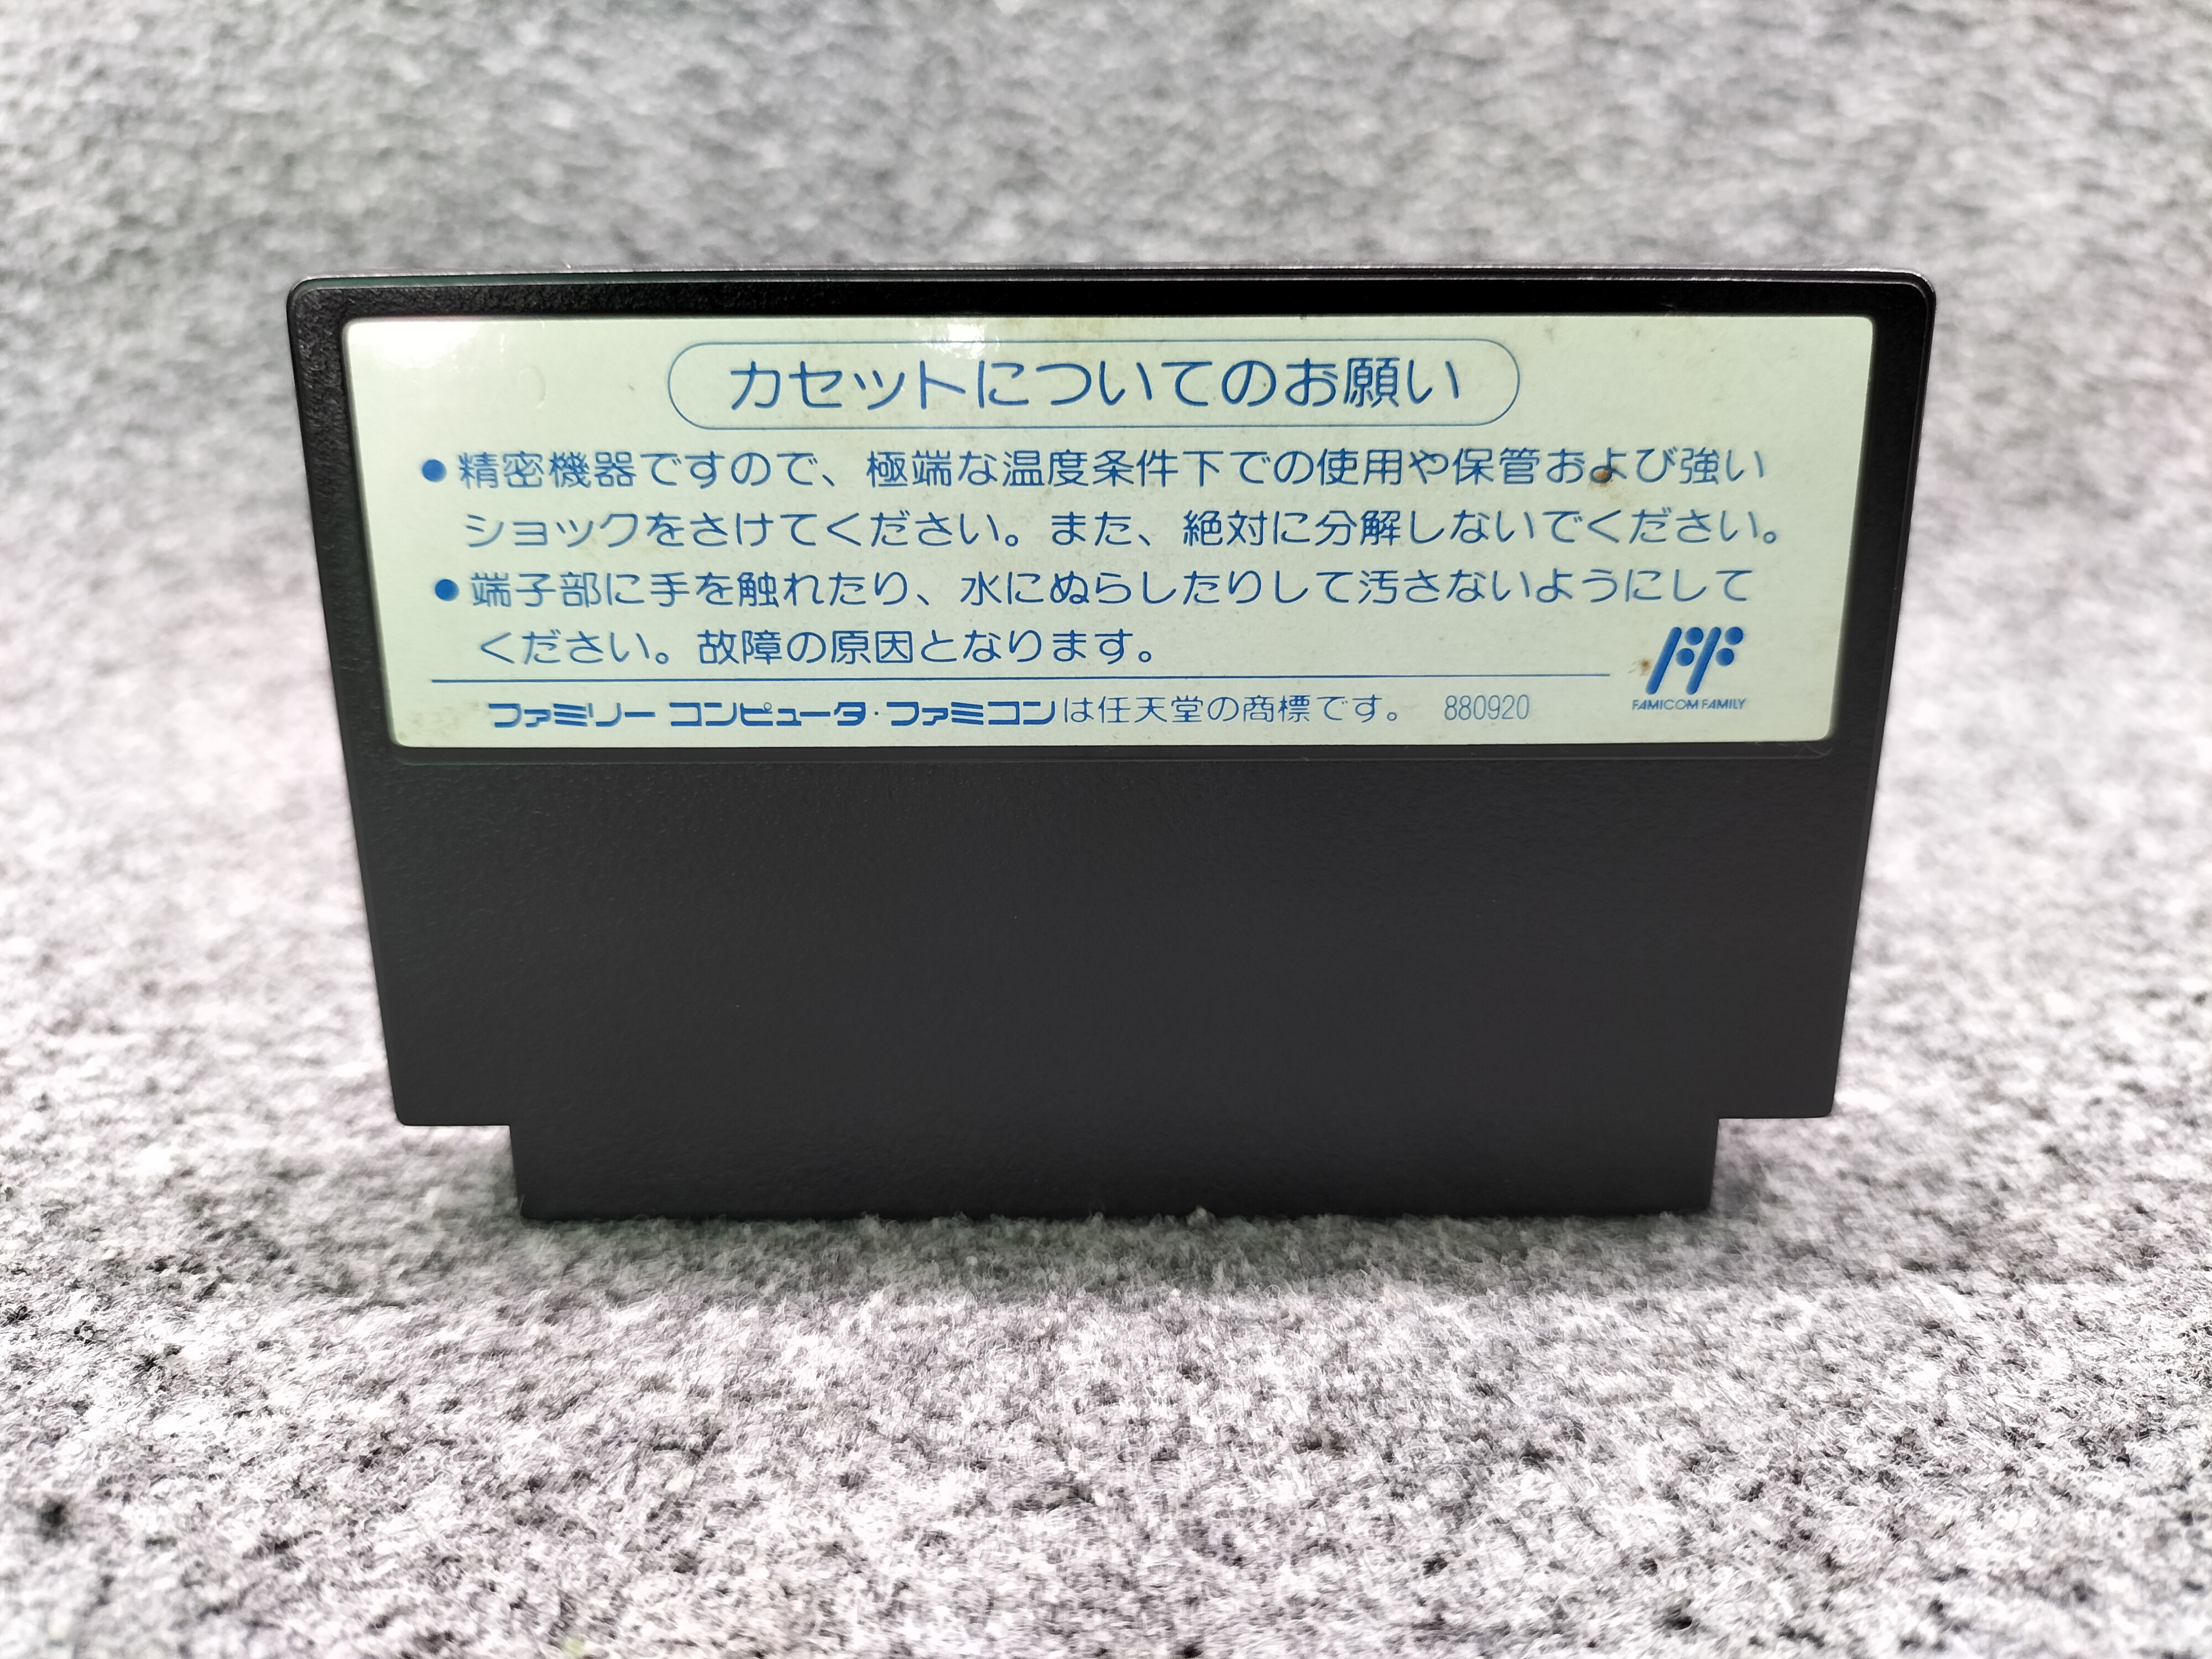 カセットについてのお願い
●精密機器ですので、極端な温度条件下での使用や保管および強い
ショックをさけてください。また、絶対に分解しないでください。
●端子部に手を触れたり、水にぬらしたりして汚さないようにして
ください。故障の原因となります。
ファミリー コンピュータ・ファミコンは任天堂の商標です。 880920
FAMICOM FAMILY